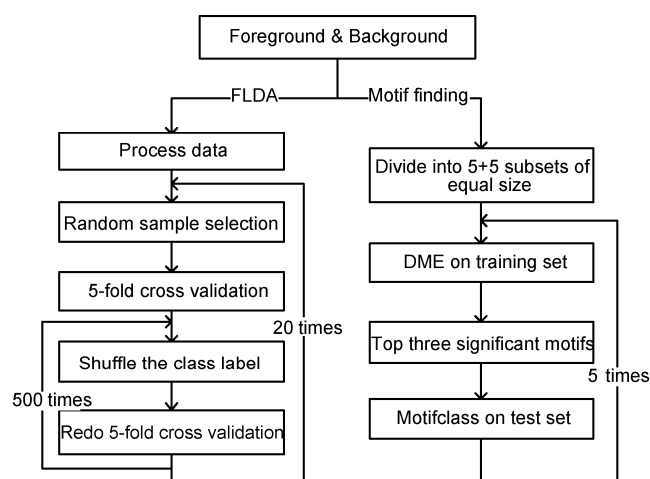 Foreground & Background
FLDA
Motif finding
Process data
Divide into 5+5 subsets of
equal size
Random sample selection
DME on training set
5-fold cross validation
20 times
Top three significant motifs
Shuffle the class label
5 times
500 times
Motifclass on test set
Redo 5-fold cross validation